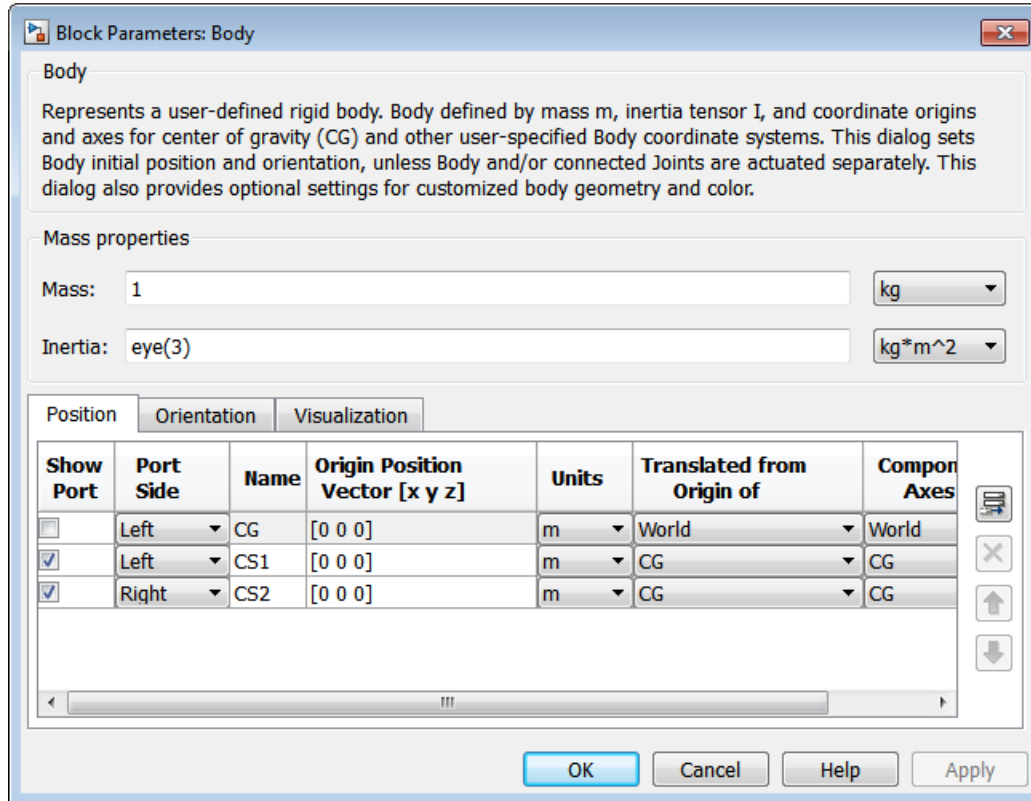 Block Parameters: Body
Body
Represents a user-defined rigid body. Body defined by mass m, inertia tensor I, and coordinate origins
and axes for center of gravity (CG) and other user-specified Body coordinate systems. This dialog sets
Body initial position and orientation, unless Body and/or connected Joints are actuated separately. This
dialog also provides optional settings for customized body geometry and color.
Mass properties
Mass: 1 kg
Inertia: eye(3) kg*m^2
Position Orientation Visualization
Show Port Origin Position Translated from Compon
Port Side Name Vector [x y z] Units Origin of Axes
Left CG [0 0 0] m World World
Left CS1 [0 0 0] m CG CG
Right CS2 [0 0 0] m CG CG
OK Cancel Help Apply